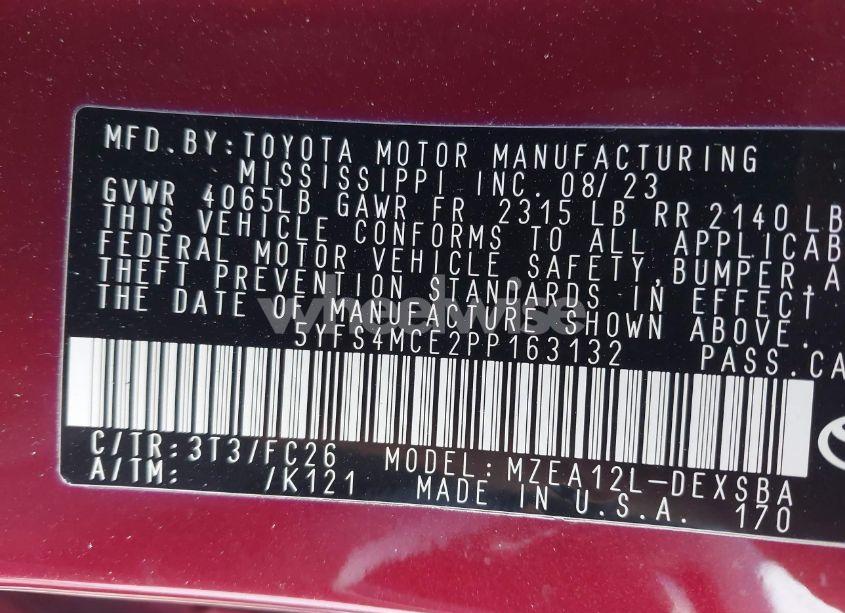 MFD.BY:TOYOTA MOTOR MANUFACTURING
MISSISSIPPI INC. 08/23
GVWR 4065LB GAWR FR 2315 LB RR 2140 LB
THIS VEHICLE CONFORMS TO ALL APPLICAB
FEDERAL MOTOR VEHICLE SAFETY, BUMPER, A
THEFT PREVENTION STANDARDS IN EFFECT
THE DATE OF MANUFACTURE SHOWN ABOVE.
wheelwise
5YFS4MCE2PP163132 PASS.CA
C/TR:3T3/FC26 MODEL:MZEA12L-DEXSBA
A/TM: /K121 MADE IN U.S.A. 170